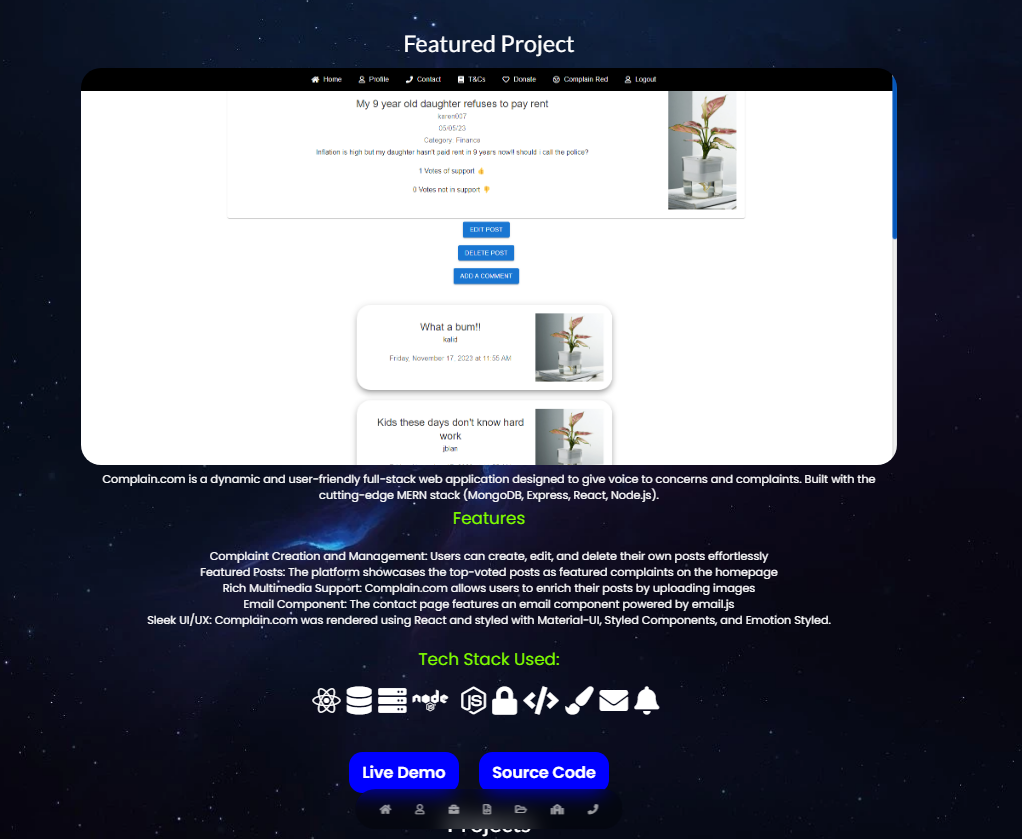 Featured Project
Home Profile Contact T&Cs Donate Complain Red Logout
My 9 year old daughter refuses to pay rent
karen007
05/05/23
Category: Finance
Inflation is high but my daughter hasn't paid rent in 9 years now!! should i call the police?
1 Votes of support 👍
0 Votes not in support 👎
EDIT POST
DELETE POST
ADD A COMMENT
What a bum!!
kalid
Friday, November 17, 2023 at 11:55 AM
Kids these days don't know hard
work
jbian
Complain.com is a dynamic and user-friendly full-stack web application designed to give voice to concerns and complaints. Built with the
cutting-edge MERN stack (MongoDB, Express, React, Node.js).
Features
Complaint Creation and Management: Users can create, edit, and delete their own posts effortlessly
Featured Posts: The platform showcases the top-voted posts as featured complaints on the homepage
Rich Multimedia Support: Complain.com allows users to enrich their posts by uploading images
Email Component: The contact page features an email component powered by email.js
Sleek UI/UX: Complain.com was rendered using React and styled with Material-UI, Styled Components, and Emotion Styled.
Tech Stack Used:
node JS
Live Demo Source Code
Projects